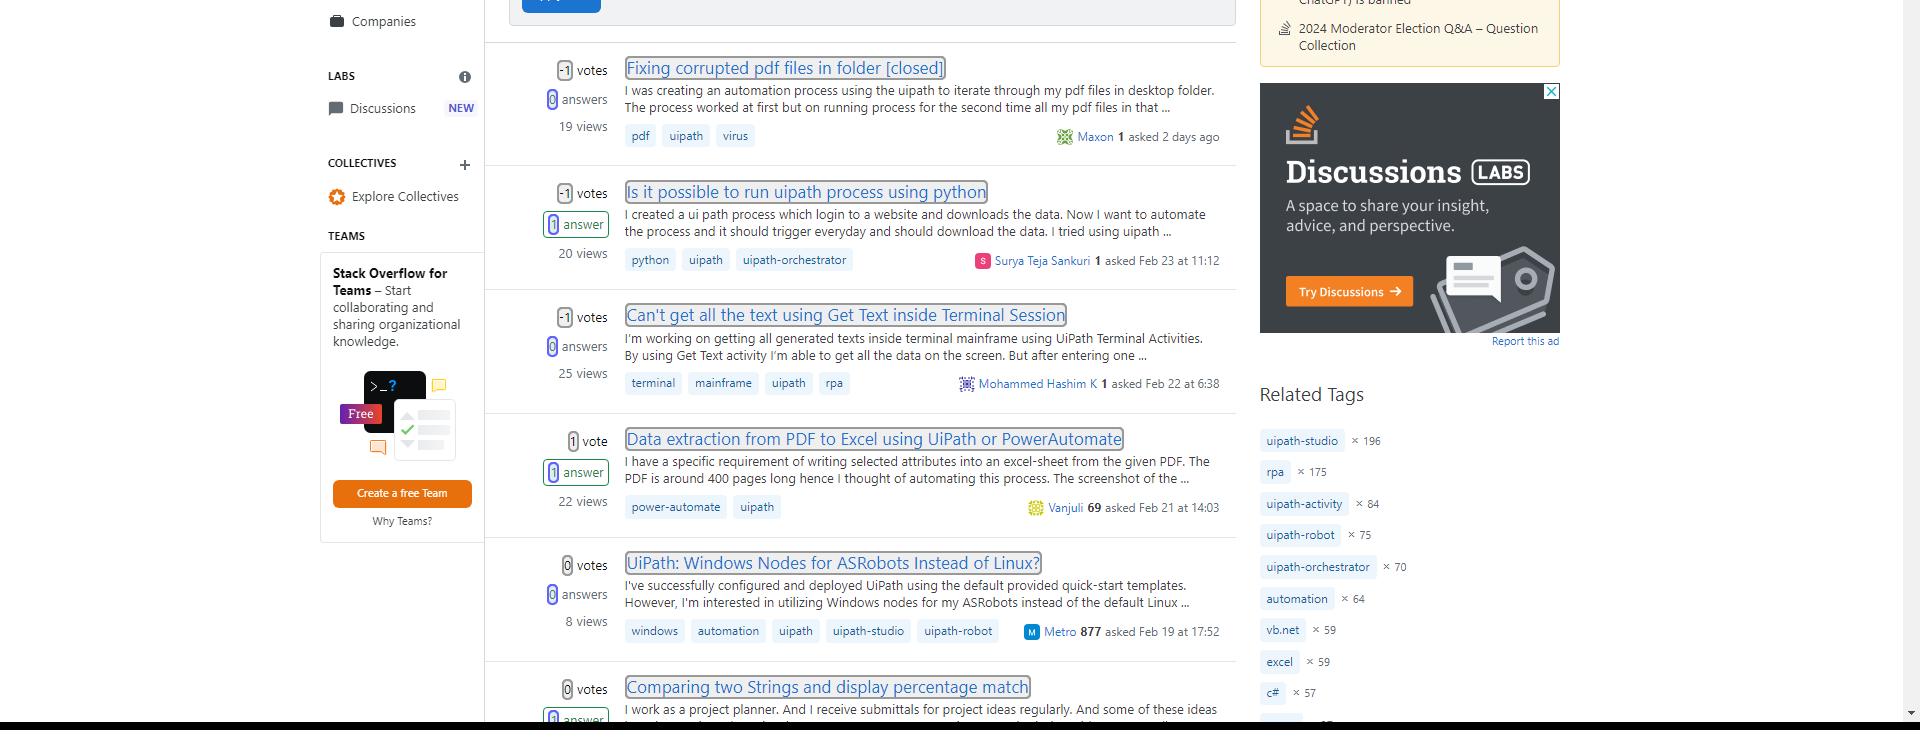 Companies
LABS
Discussions NEW
COLLECTIVES
Explore Collectives
TEAMS
Stack Overflow for
Teams – Start
collaborating and
sharing organizational
knowledge.
>_?
Free
Create a free Team
Why Teams?
-1 votes
0 answers
19 views
Fixing corrupted pdf files in folder [closed]
I was creating an automation process using the uipath to iterate through my pdf files in desktop folder.
The process worked at first but on running process for the second time all my pdf files in that ...
pdf uipath virus
Maxon 1 asked 2 days ago
-1 votes
1 answer
20 views
Is it possible to run uipath process using python
I created a ui path process which login to a website and downloads the data. Now I want to automate
the process and it should trigger everyday and should download the data. I tried using uipath ...
python uipath uipath-orchestrator
S Surya Teja Sankuri 1 asked Feb 23 at 11:12
-1 votes
0 answers
25 views
Can't get all the text using Get Text inside Terminal Session
I'm working on getting all generated texts inside terminal mainframe using UiPath Terminal Activities.
By using Get Text activity I'm able to get all the data on the screen. But after entering one ...
terminal mainframe uipath rpa
Mohammed Hashim K 1 asked Feb 22 at 6:38
1 vote
1 answer
22 views
Data extraction from PDF to Excel using UiPath or PowerAutomate
I have a specific requirement of writing selected attributes into an excel-sheet from the given PDF. The
PDF is around 400 pages long hence I thought of automating this process. The screenshot of the ...
power-automate uipath
Vanjuli 69 asked Feb 21 at 14:03
0 votes
0 answers
8 views
UiPath: Windows Nodes for ASRobots Instead of Linux?
I've successfully configured and deployed UiPath using the default provided quick-start templates.
However, I'm interested in utilizing Windows nodes for my ASRobots instead of the default Linux ...
windows automation uipath uipath-studio uipath-robot
M Metro 877 asked Feb 19 at 17:52
0 votes
1 answer
Comparing two Strings and display percentage match
I work as a project planner. And I receive submittals for project ideas regularly. And some of these ideas
ChatGPT) is banned
2024 Moderator Election Q&A – Question
Collection
Discussions LABS
A space to share your insight,
advice, and perspective.
Try Discussions →
Report this ad
Related Tags
uipath-studio × 196
rpa × 175
uipath-activity × 84
uipath-robot × 75
uipath-orchestrator × 70
automation × 64
vb.net × 59
excel × 59
c# × 57